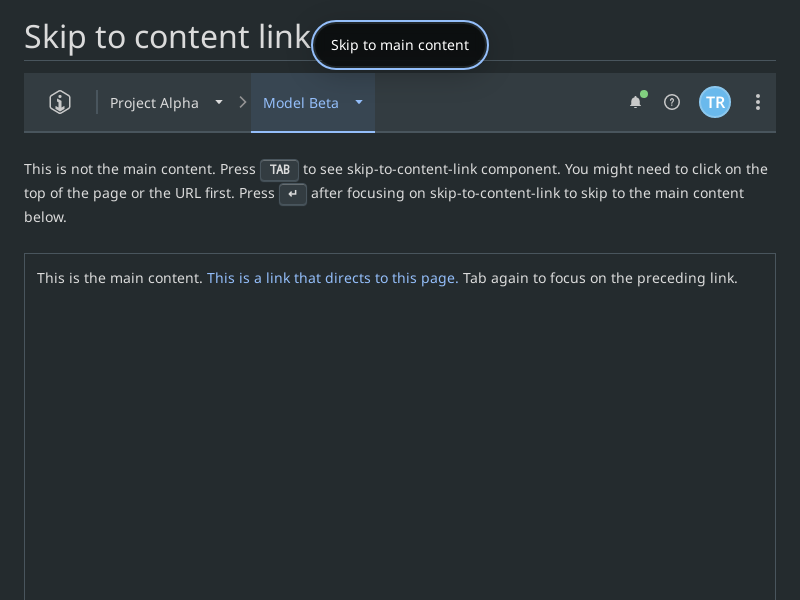 Skip to content link
Skip to main content
Project Alpha
Model Beta
TR
This is not the main content. Press TAB to see skip-to-content-link component. You might need to click on the
top of the page or the URL first. Press ↵ after focusing on skip-to-content-link to skip to the main content
below.
This is the main content. This is a link that directs to this page. Tab again to focus on the preceding link.